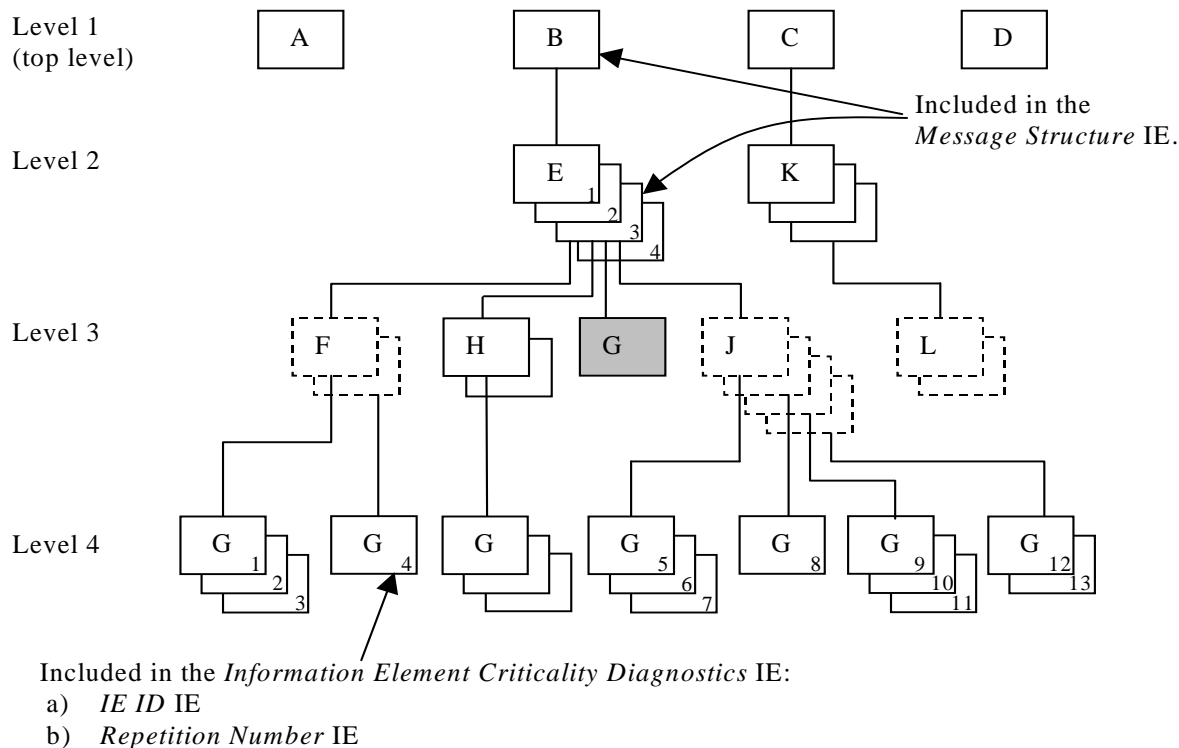 Level 1
(top level)
A
B
C
D
Included in the
Message Structure IE.
Level 2
E
1
2
3
4
K
Level 3
F
H
G
J
L
Level 4
G
1
2
3
G
4
G
G
5
6
7
G
8
G
9
10
11
G
12
13
Included in the Information Element Criticality Diagnostics IE:
a) IE ID IE
b) Repetition Number IE